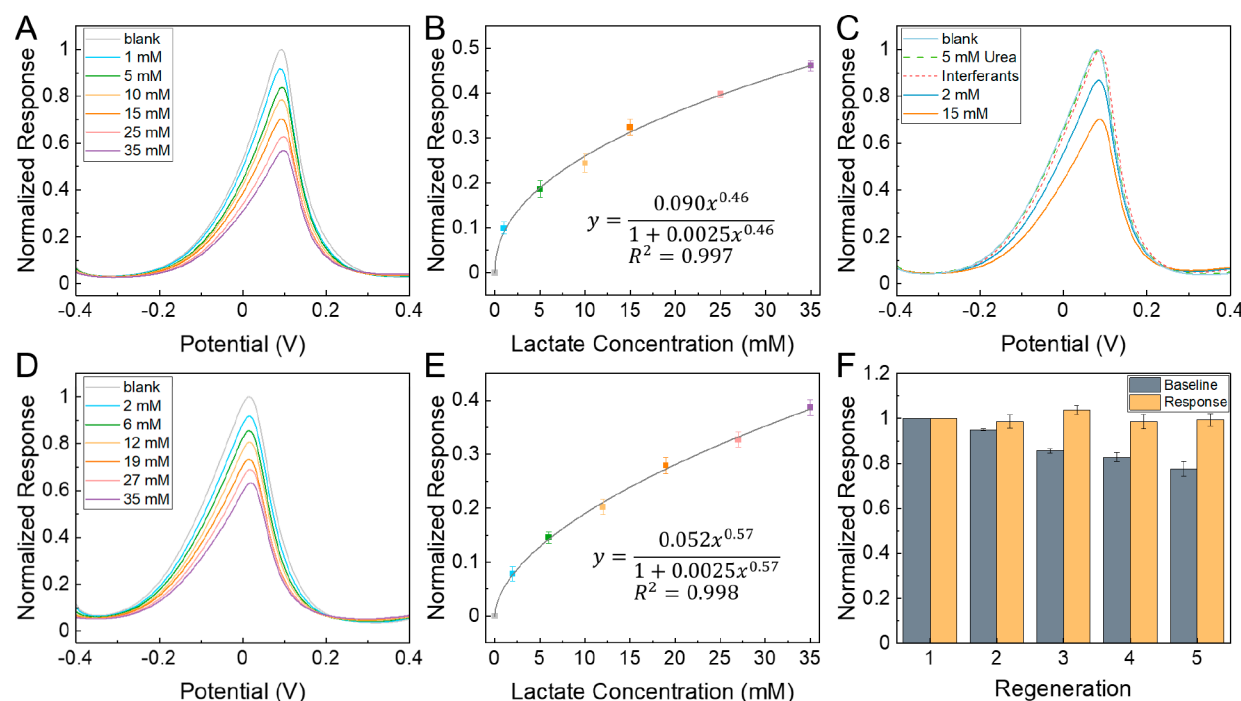 A
Normalized Response
1
0.8
0.6
0.4
0.2
0
blank
1 mM
5 mM
10 mM
15 mM
25 mM
35 mM
-0.4
-0.2
0
0.2
0.4
Potential (V)
B
Normalized Response
0.5
0.4
0.3
0.2
0.1
0
y = 0.090x^0.46 / 1 + 0.0025x^0.46
R² = 0.997
0
5
10
15
20
25
30
35
Lactate Concentration (mM)
C
Normalized Response
1
0.8
0.6
0.4
0.2
0
blank
5 mM Urea
Interferants
2 mM
15 mM
-0.4
-0.2
0
0.2
0.4
Potential (V)
D
Normalized Response
1
0.8
0.6
0.4
0.2
0
blank
2 mM
6 mM
12 mM
19 mM
27 mM
35 mM
-0.4
-0.2
0
0.2
0.4
Potential (V)
E
Normalized Response
0.4
0.3
0.2
0.1
0
y = 0.052x^0.57 / 1 + 0.0025x^0.57
R² = 0.998
0
5
10
15
20
25
30
35
Lactate Concentration (mM)
F
Normalized Response
1.2
1
0.8
0.6
0.4
0.2
0
Baseline
Response
1
2
3
4
5
Regeneration